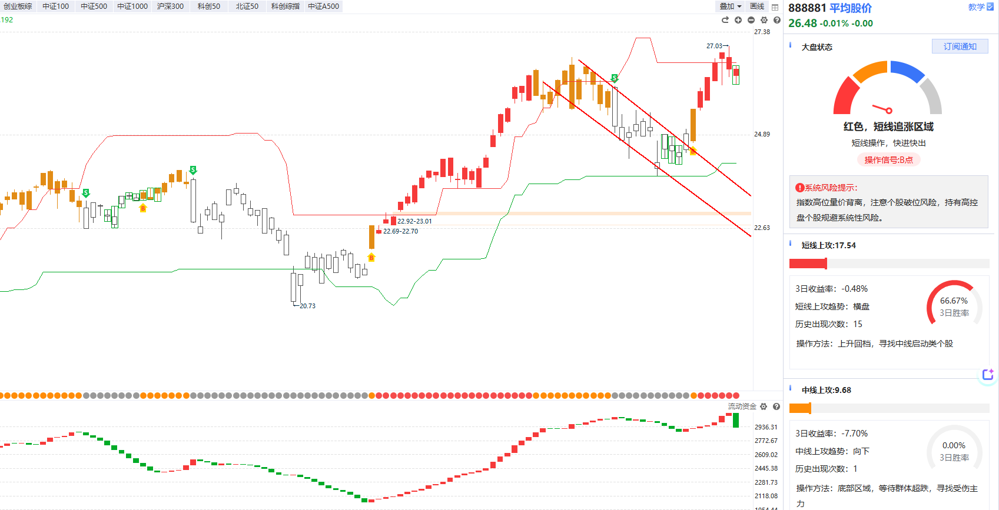 创业板综 中证100 中证500 中证1000 沪深300 科创50 北证50 科创综指 中证A500 叠加 画线
192
27.38
27.03
S
24.89
B
S
S
B
22.92-23.01
22.69-22.70
22.63
B
20.73
流动资金
2936.31
2772.67
2609.02
2445.38
2281.73
2118.08
1954.44
888881 平均股价 教学
26.48 -0.01% -0.00
大盘状态 订阅通知
红色，短线追涨区域
短线操作，快进快出
操作信号:B点
系统风险提示：
指数高位量价背离，注意个股破位风险，持有高控
盘个股规避系统性风险。
短线上攻:17.54
3日收益率：-0.48%
短线上攻趋势：横盘
历史出现次数：15
66.67%
3日胜率
操作方法：上升回档，寻找中线启动类个股
中线上攻:9.68
3日收益率：-7.70%
中线上攻趋势：向下
历史出现次数：1
0.00%
3日胜率
操作方法：底部区域，等待群体超跌，寻找受伤主
力